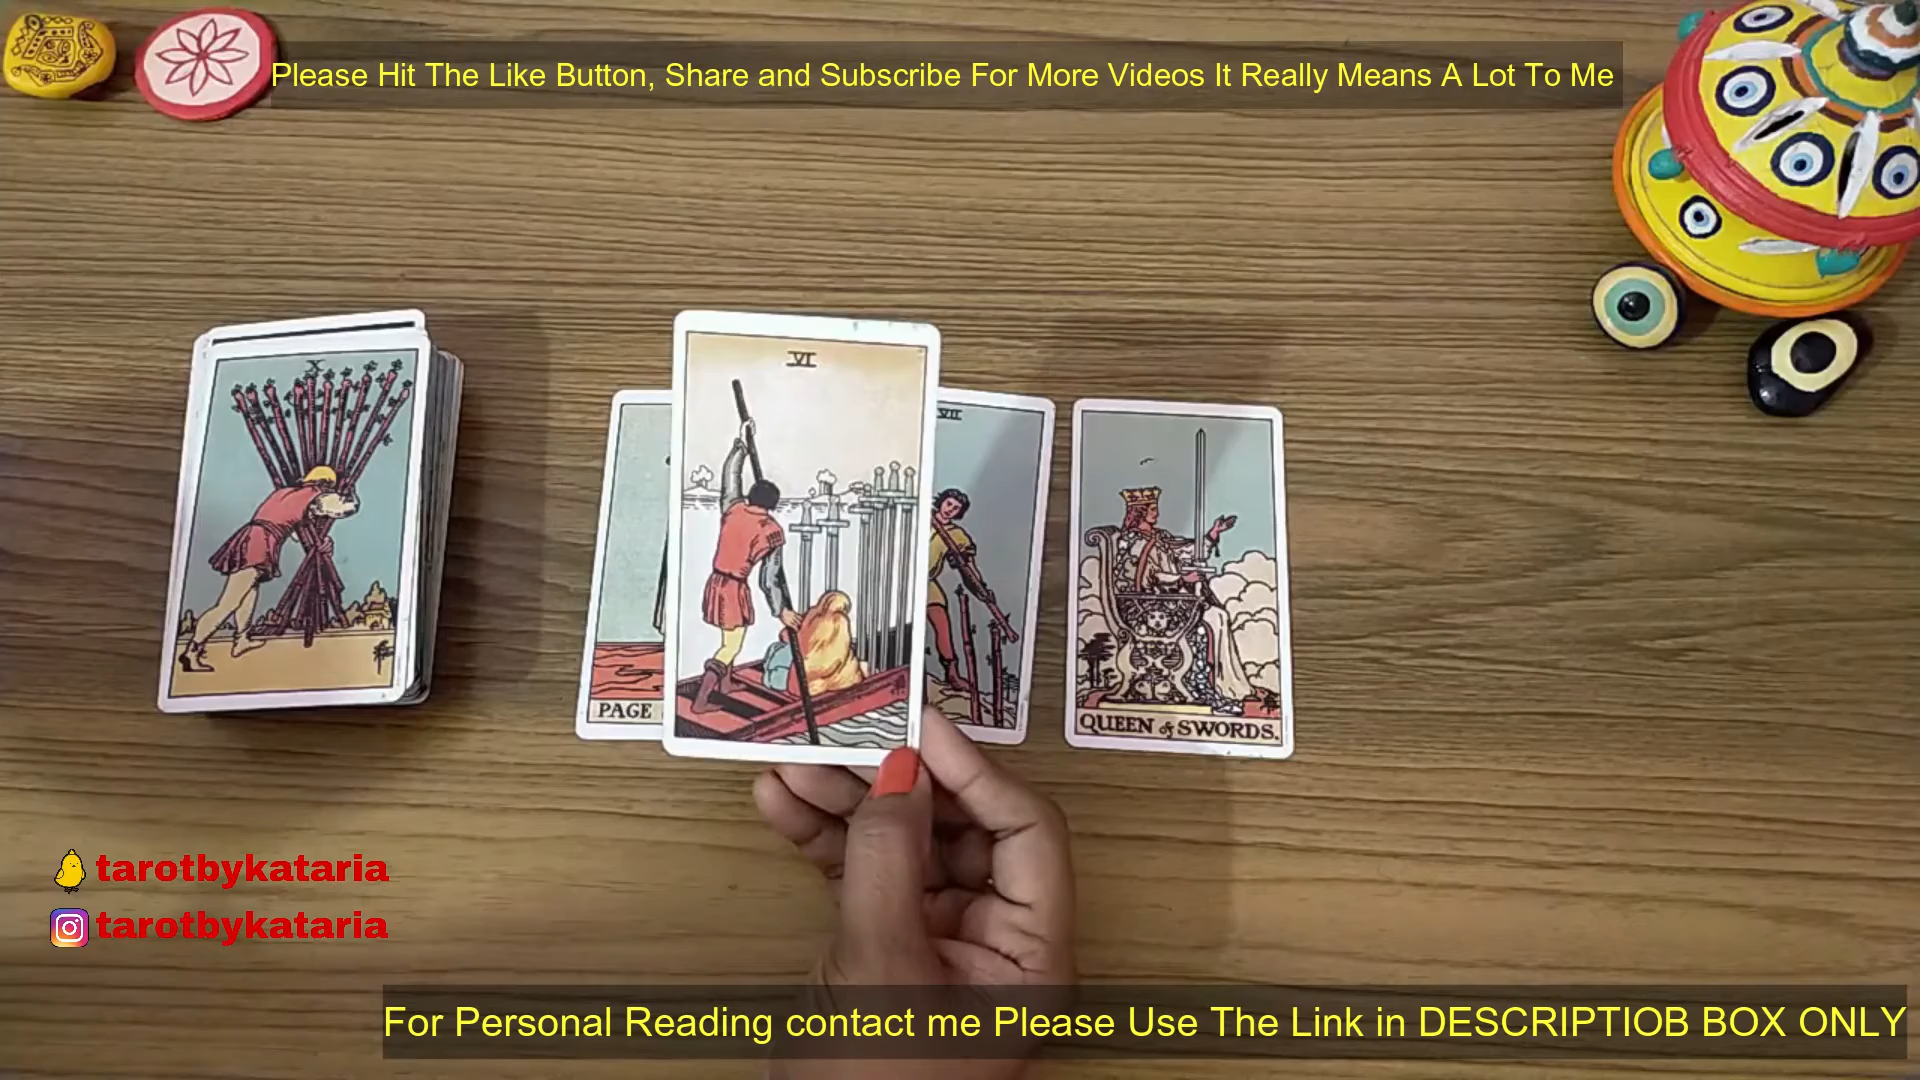 Please Hit The Like Button, Share and Subscribe For More Videos It Really Means A Lot To Me
X
VI
VII
PAGE
QUEEN of SWORDS.
tarotbykataria
tarotbykataria
For Personal Reading contact me Please Use The Link in DESCRIPTIOB BOX ONLY